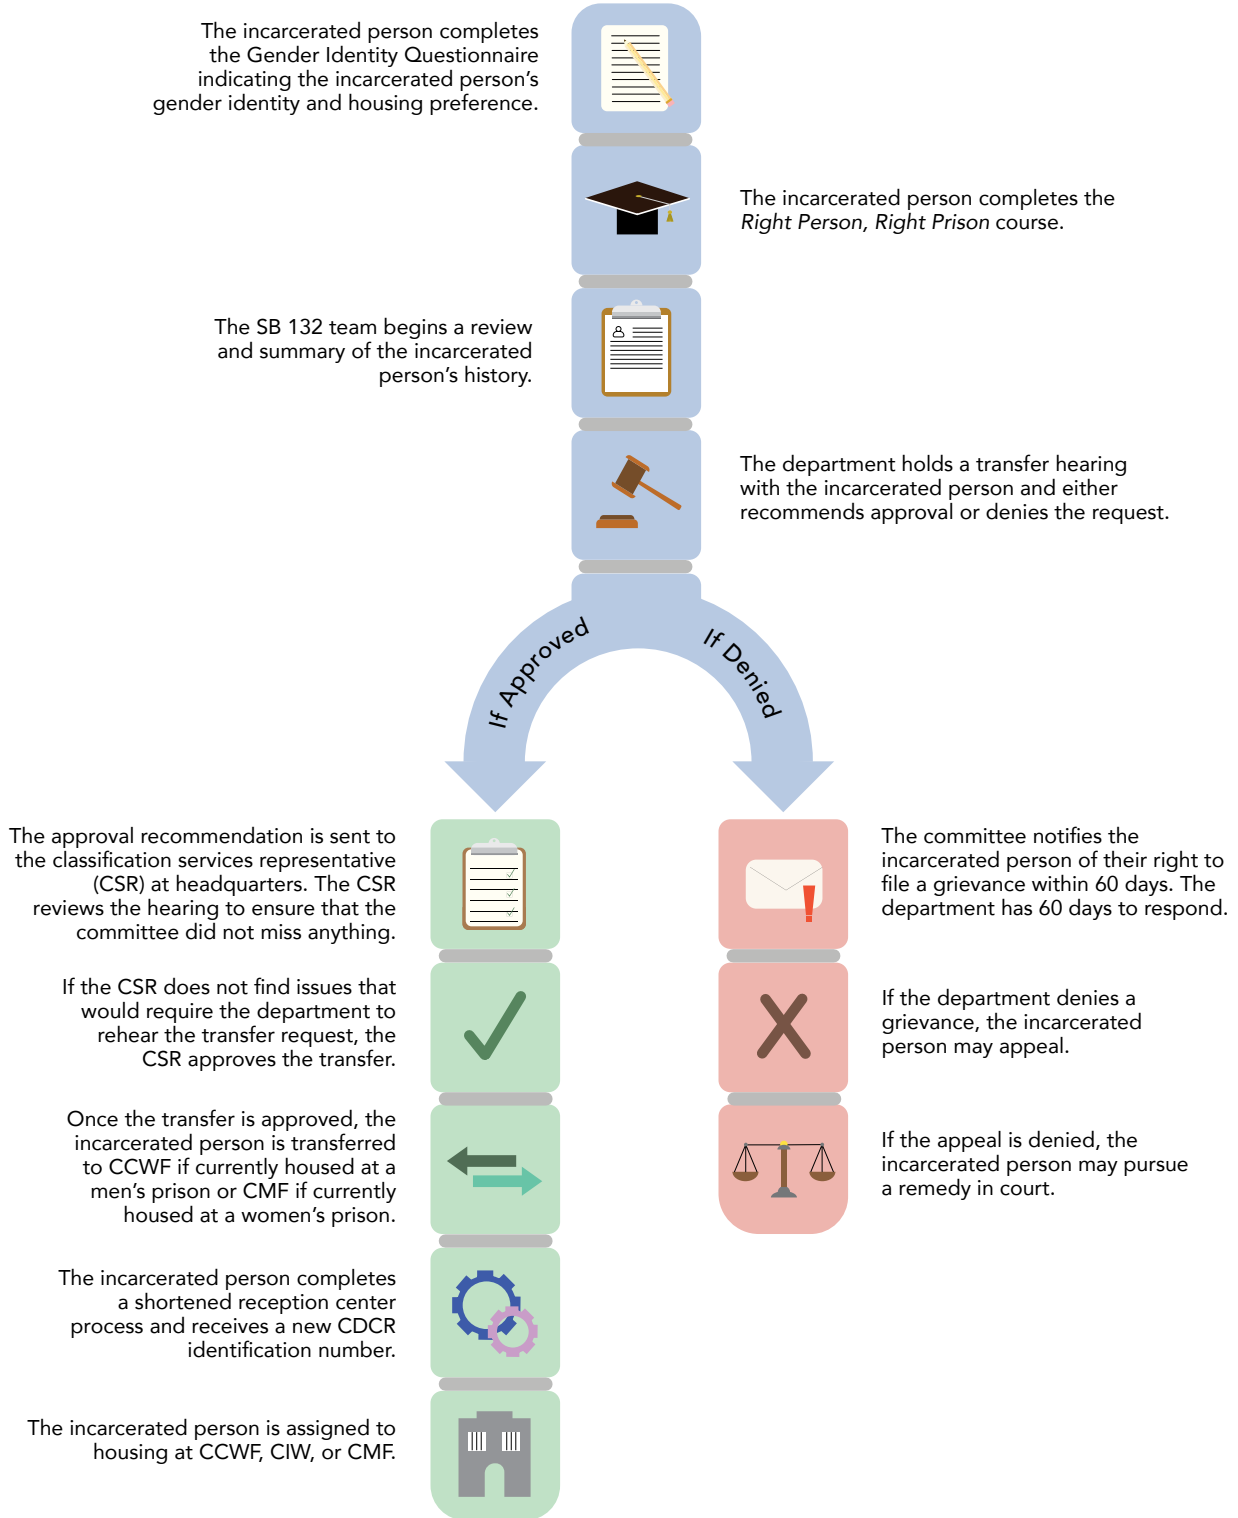 The incarcerated person completes
the Gender Identity Questionnaire
indicating the incarcerated person’s
gender identity and housing preference.
The incarcerated person completes the
Right Person, Right Prison course.
The SB 132 team begins a review
and summary of the incarcerated
person’s history.
The department holds a transfer hearing
with the incarcerated person and either
recommends approval or denies the request.
If Approved
If Denied
The approval recommendation is sent to
the classification services representative
(CSR) at headquarters. The CSR
reviews the hearing to ensure that the
committee did not miss anything.
If the CSR does not find issues that
would require the department to
rehear the transfer request, the
CSR approves the transfer.
Once the transfer is approved, the
incarcerated person is transferred
to CCWF if currently housed at a
men’s prison or CMF if currently
housed at a women’s prison.
The incarcerated person completes
a shortened reception center
process and receives a new CDCR
identification number.
The incarcerated person is assigned to
housing at CCWF, CIW, or CMF.
The committee notifies the
incarcerated person of their right to
file a grievance within 60 days. The
department has 60 days to respond.
If the department denies a
grievance, the incarcerated
person may appeal.
If the appeal is denied, the
incarcerated person may pursue
a remedy in court.